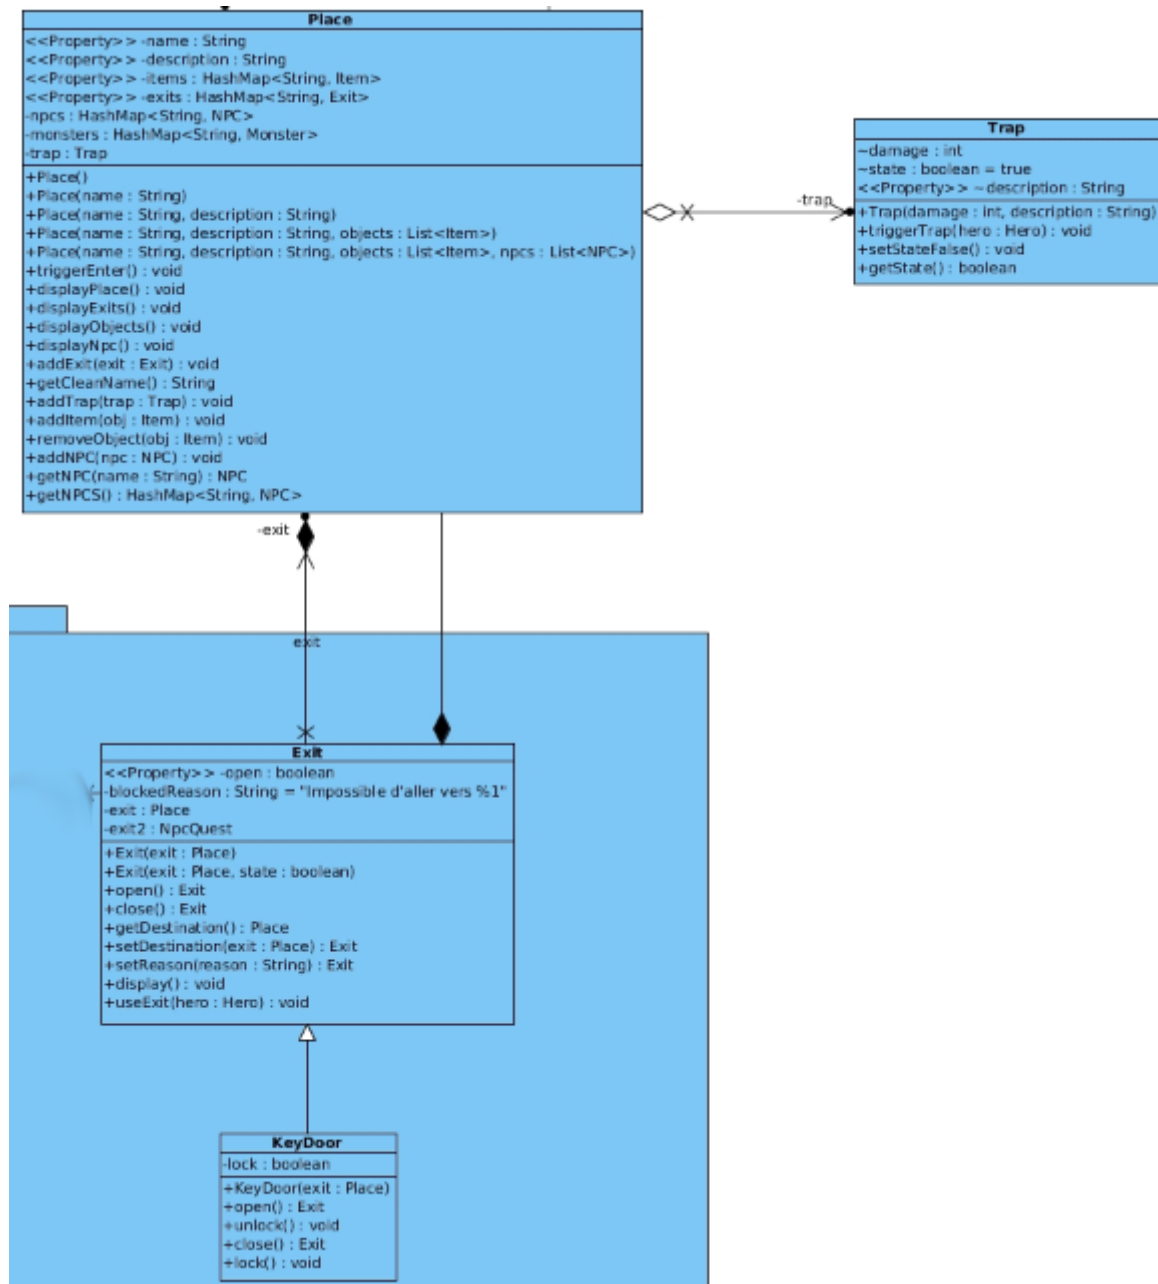 Place
<<Property>> -name : String
<<Property>> -description : String
<<Property>> -items : HashMap<String, Item>
<<Property>> -exits : HashMap<String, Exit>
-npcs : HashMap<String, NPC>
-monsters : HashMap<String, Monster>
-trap : Trap
+Place()
+Place(name : String)
+Place(name : String, description : String)
+Place(name : String, description : String, objects : List<Item>)
+Place(name : String, description : String, objects : List<Item>, npcs : List<NPC>)
+triggerEnter() : void
+displayPlace() : void
+displayExits() : void
+displayObjects() : void
+displayNpc() : void
+addExit(exit : Exit) : void
+getCleanName() : String
+addTrap(trap : Trap) : void
+addItem(obj : Item) : void
+removeObject(obj : Item) : void
+addNPC(npc : NPC) : void
+getNPC(name : String) : NPC
+getNPCS() : HashMap<String, NPC>
-trap
Trap
~damage : int
~state : boolean = true
<<Property>> ~description : String
+Trap(damage : int, description : String)
+triggerTrap(hero : Hero) : void
+setStateFalse() : void
+getState() : boolean
-exit
exit
Exit
<<Property>> -open : boolean
-blockedReason : String = "Impossible d'aller vers %1"
-exit : Place
-exit2 : NpcQuest
+Exit(exit : Place)
+Exit(exit : Place, state : boolean)
+open() : Exit
+close() : Exit
+getDestination() : Place
+setDestination(exit : Place) : Exit
+setReason(reason : String) : Exit
+display() : void
+useExit(hero : Hero) : void
KeyDoor
-lock : boolean
+KeyDoor(exit : Place)
+open() : Exit
+unlock() : void
+close() : Exit
+lock() : void